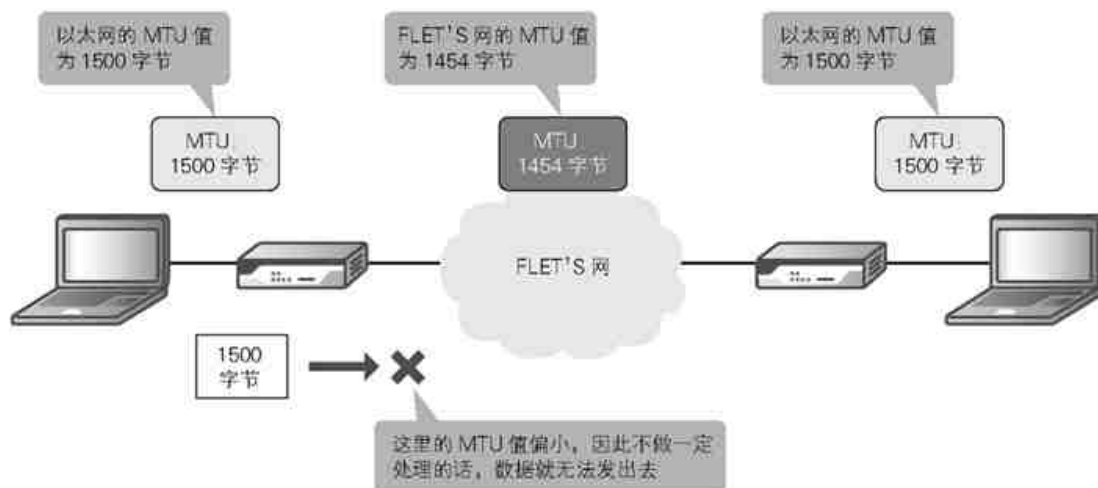 以太网的 MTU 值
为 1500 字节
FLET'S 网的 MTU 值
为 1454 字节
以太网的 MTU 值
为 1500 字节
MTU
1500 字节
MTU
1454 字节
MTU
1500 字节
FLET'S 网
1500
字节
这里的 MTU 值偏小，因此不做一定
处理的话，数据就无法发出去